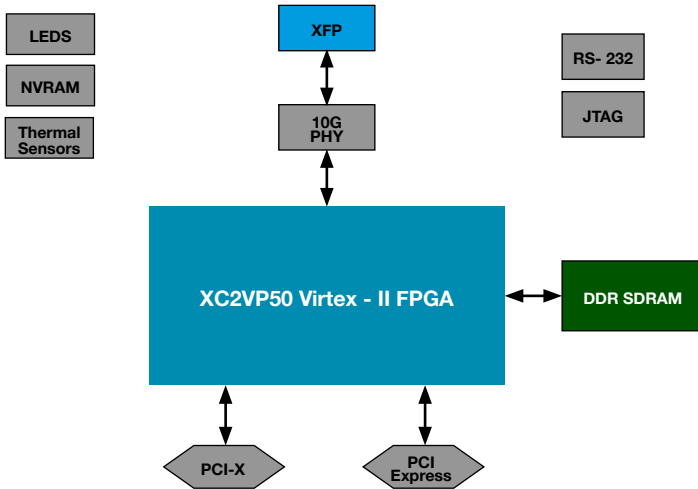 LEDS
XFP
RS- 232
NVRAM
JTAG
10G
PHY
Thermal
Sensors
XC2VP50 Virtex - II FPGA
DDR SDRAM
PCI-X
PCI
Express